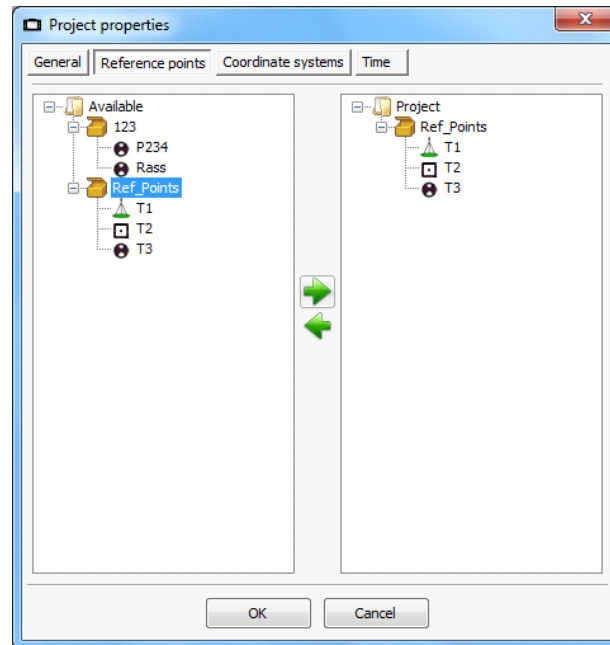 Project properties
General Reference points Coordinate systems Time
Available
123
P234
Rass
Ref_Points
T1
T2
T3
Project
Ref_Points
T1
T2
T3
OK Cancel